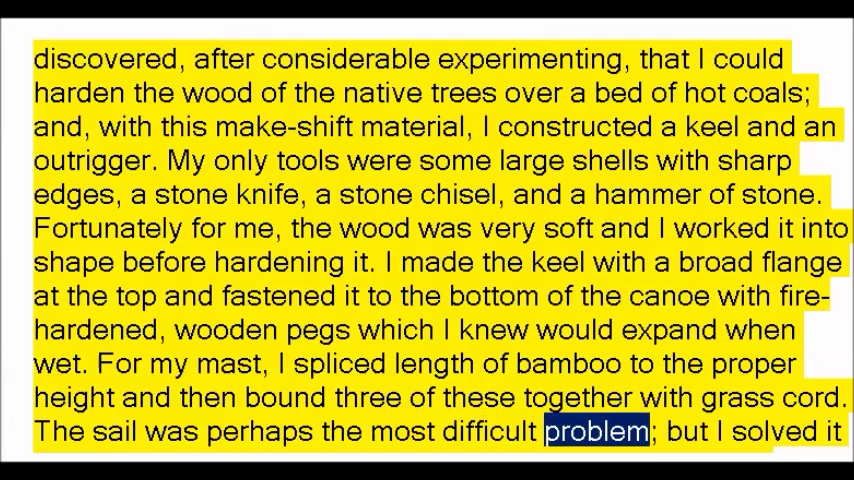 discovered, after considerable experimenting, that I could
harden the wood of the native trees over a bed of hot coals;
and, with this make-shift material, I constructed a keel and an
outrigger. My only tools were some large shells with sharp
edges, a stone knife, a stone chisel, and a hammer of stone.
Fortunately for me, the wood was very soft and I worked it into
shape before hardening it. I made the keel with a broad flange
at the top and fastened it to the bottom of the canoe with fire-
hardened, wooden pegs which I knew would expand when
wet. For my mast, I spliced length of bamboo to the proper
height and then bound three of these together with grass cord.
The sail was perhaps the most difficult problem; but I solved it